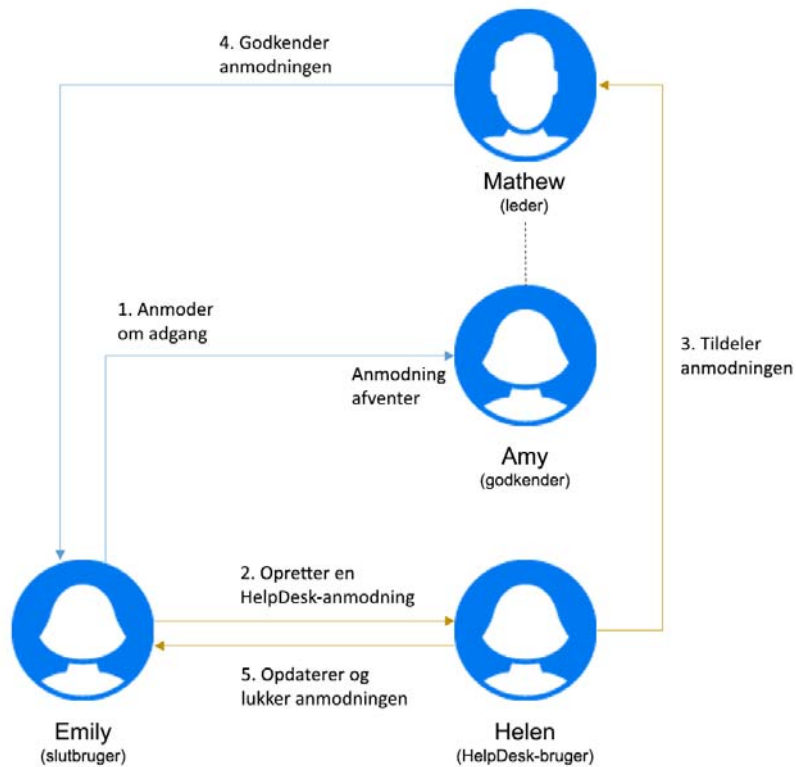 4. Godkender
anmodningen
Mathew
(leder)
1. Anmoder
om adgang
Anmodning
afventer
3. Tildeler
anmodningen
Amy
(godkender)
2. Opretter en
HelpDesk-anmodning
5. Opdaterer og
lukker anmodningen
Emily
(slutbruger)
Helen
(HelpDesk-bruger)